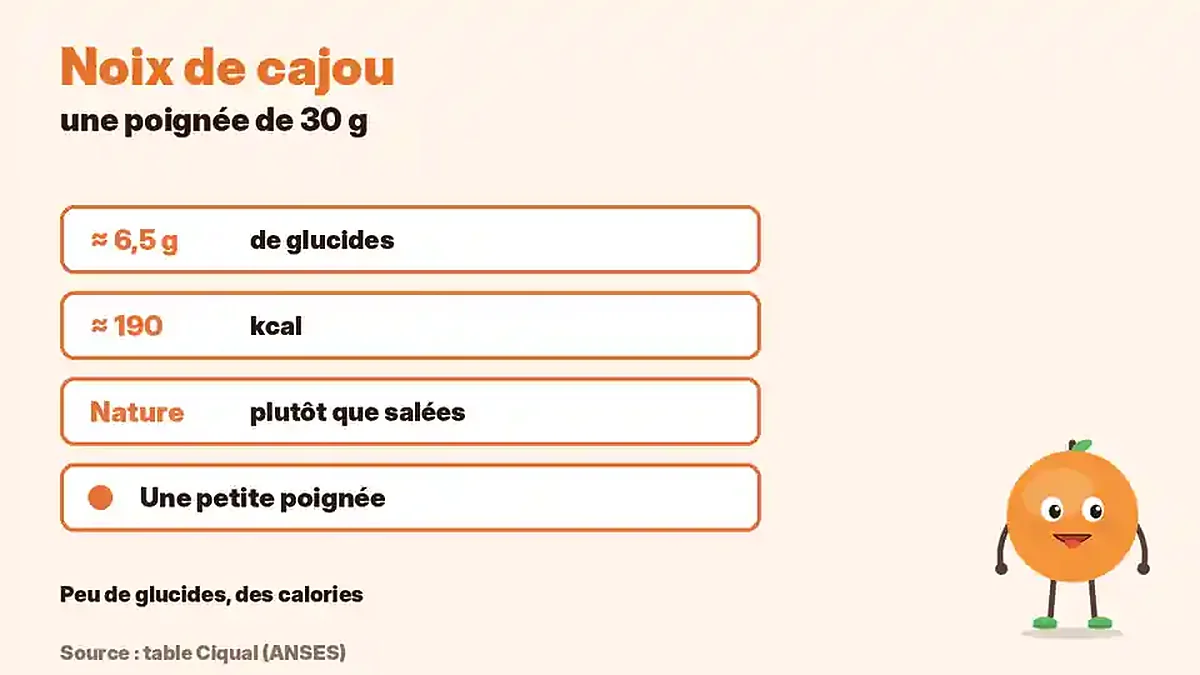 Noix de cajou
une poignée de 30 g
≈ 6,5 g de glucides
≈ 190 kcal
Nature plutôt que salées
Une petite poignée
Peu de glucides, des calories
Source : table Ciqual (ANSES)